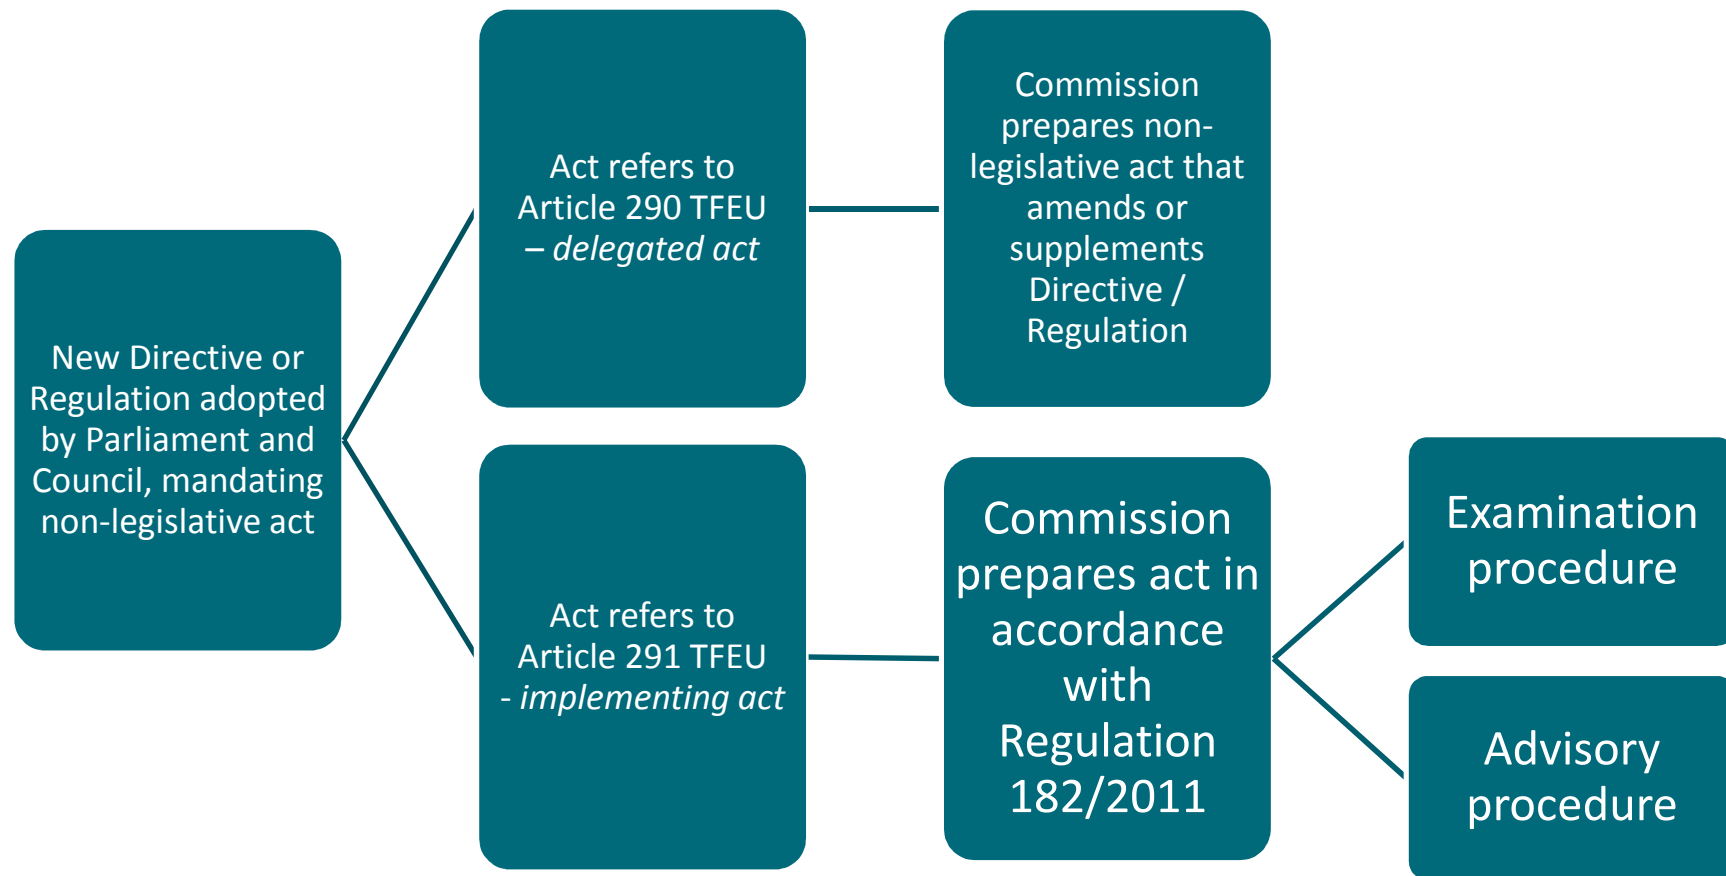 New Directive or
Regulation adopted
by Parliament and
Council, mandating
non-legislative act
Act refers to
Article 290 TFEU
– delegated act
Commission
prepares non-
legislative act that
amends or
supplements
Directive /
Regulation
Act refers to
Article 291 TFEU
- implementing act
Commission
prepares act in
accordance
with
Regulation
182/2011
Examination
procedure
Advisory
procedure